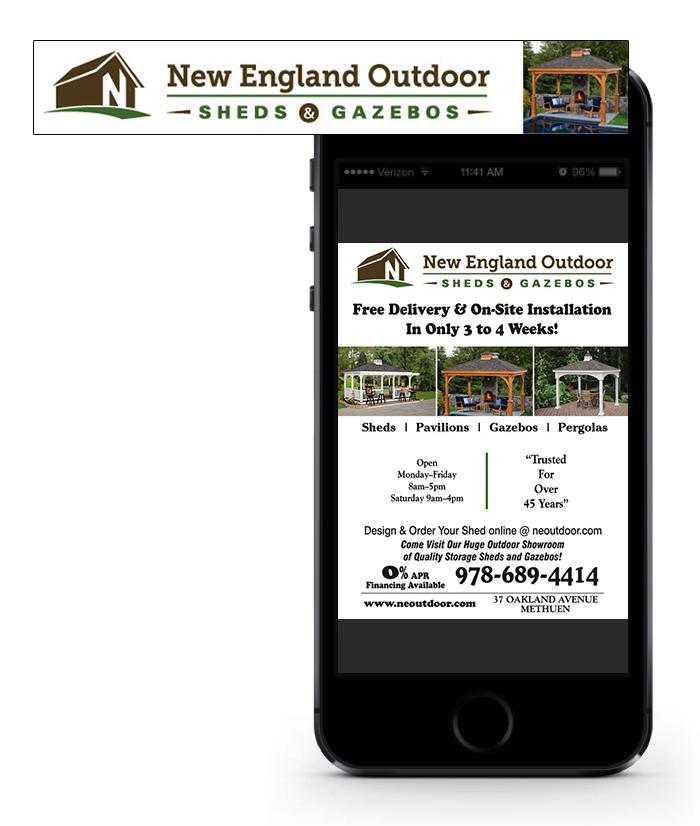 New England Outdoor
SHEDS & GAZEBOS
Verizon 11:41 AM 96%
N
New England Outdoor
SHEDS & GAZEBOS
Free Delivery & On-Site Installation
In Only 3 to 4 Weeks!
Sheds | Pavilions | Gazebos | Pergolas
Open
Monday–Friday
8am–5pm
Saturday 9am–4pm
“Trusted
For
Over
45 Years”
Design & Order Your Shed online @ neoutdoor.com
Come Visit Our Huge Outdoor Showroom
of Quality Storage Sheds and Gazebos!
0% APR
Financing Available
978-689-4414
www.neoutdoor.com
37 OAKLAND AVENUE
METHUEN